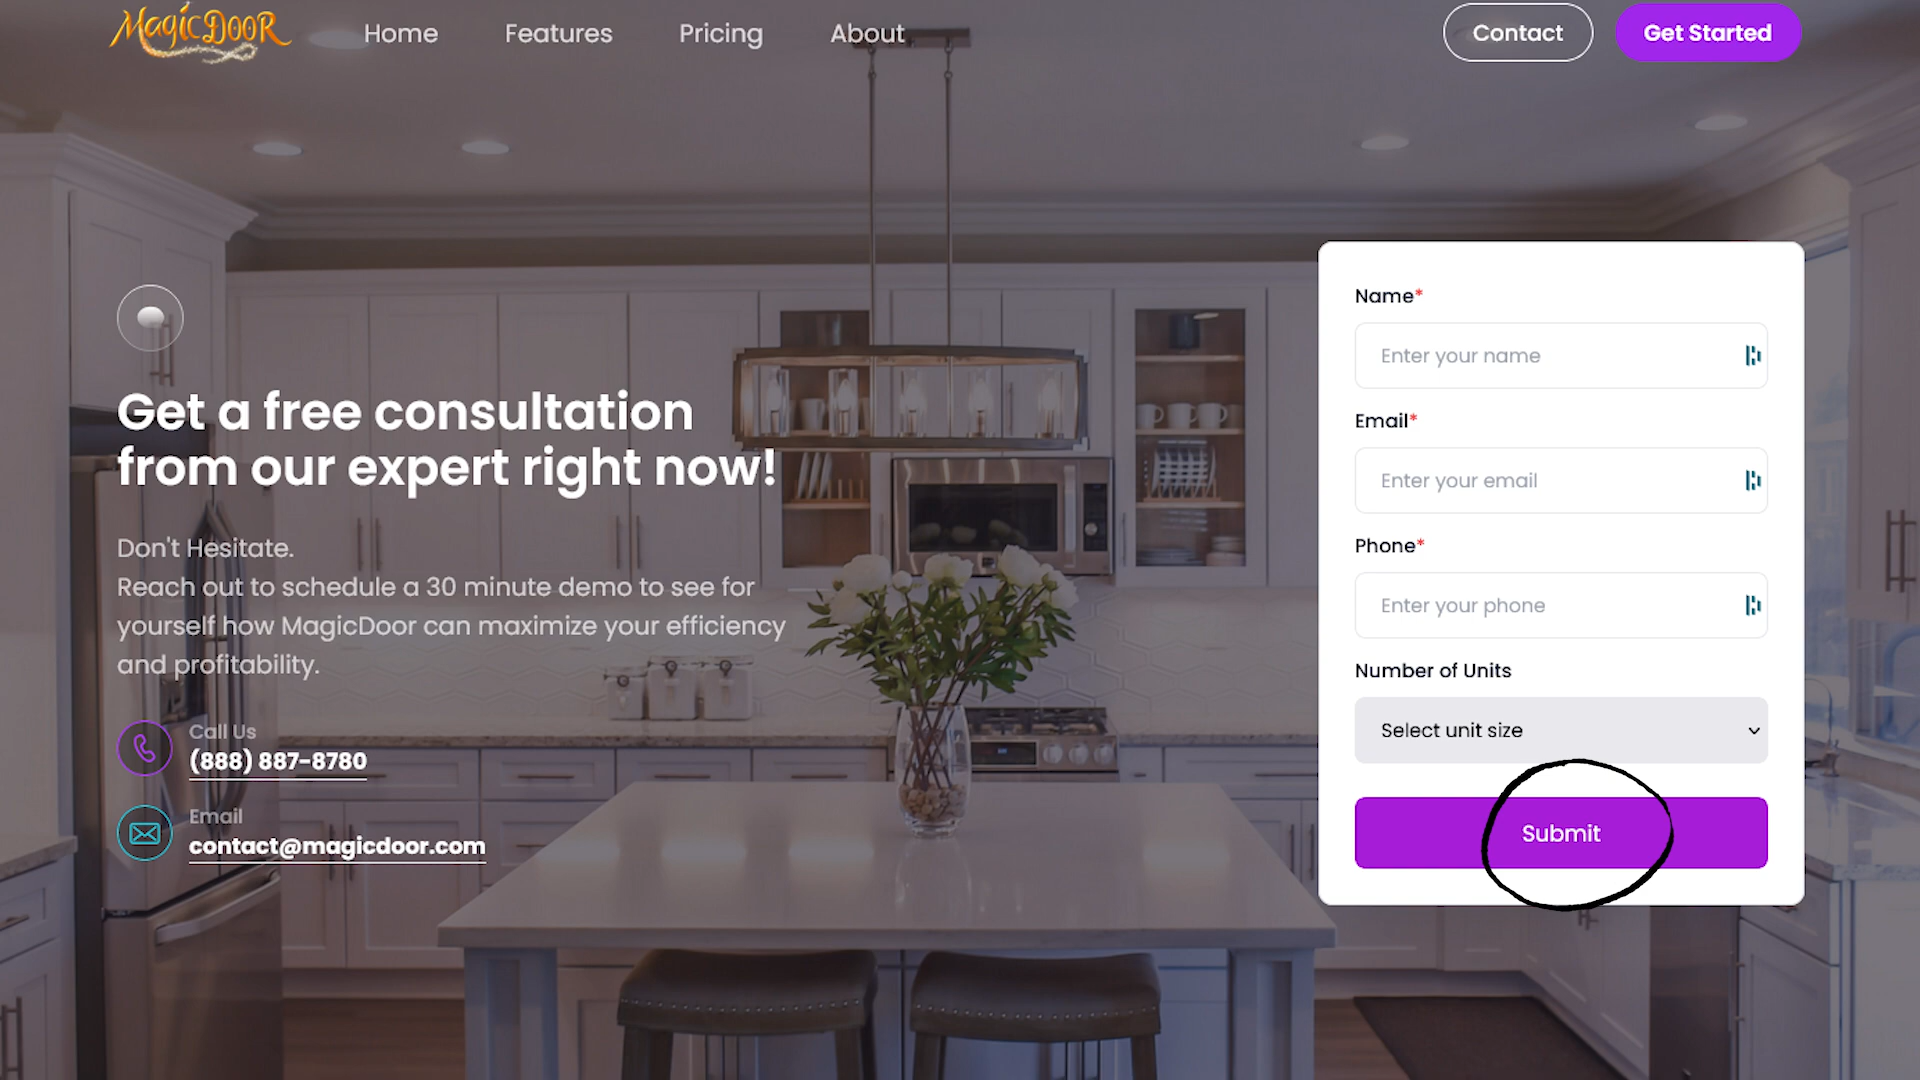 MagicDoor
Home
Features
Pricing
About
Contact
Get Started
Get a free consultation
from our expert right now!
Don't Hesitate.
Reach out to schedule a 30 minute demo to see for
yourself how MagicDoor can maximize your efficiency
and profitability.
Call Us
(888) 887-8780
Email
contact@magicdoor.com
Name*
Enter your name
Email*
Enter your email
Phone*
Enter your phone
Number of Units
Select unit size
Submit